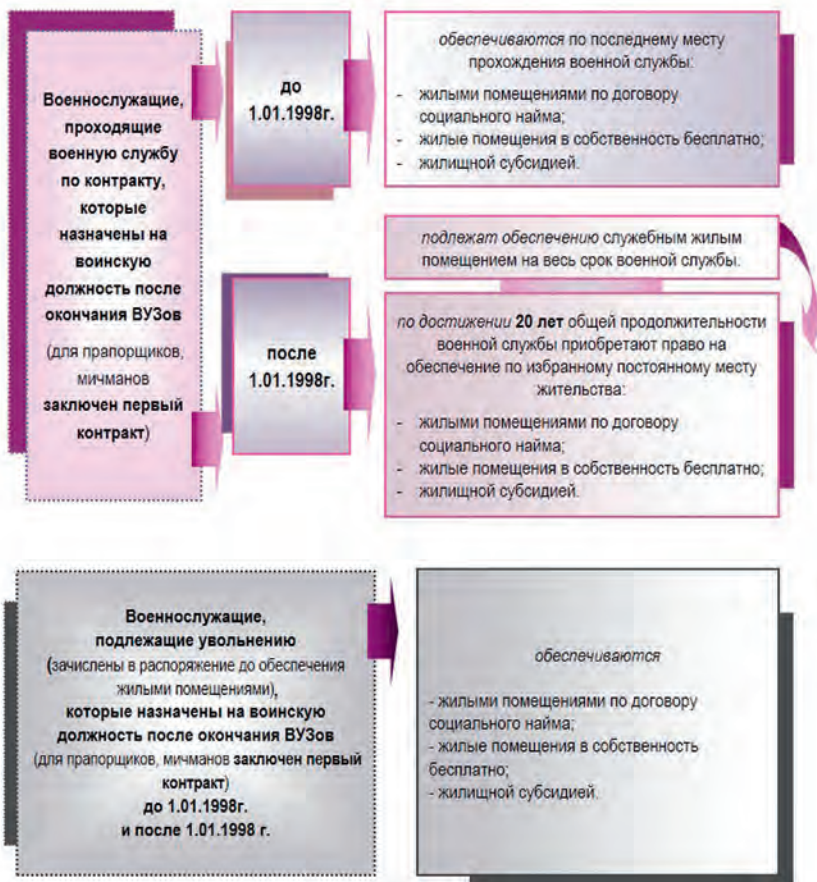 Военнослужащие,
проходящие
военную службу
по контракту,
которые
назначены на
воинскую
должность после
окончания ВУЗов
(для прапорщиков,
мичманов
заключен первый
контракт)
до
1.01.1998г.
обеспечиваются по последнему месту
прохождения военной службы:
- жилыми помещениями по договору
социального найма;
- жилые помещения в собственность бесплатно;
- жилищной субсидией.
после
1.01.1998г.
подлежат обеспечению служебным жилым
помещением на весь срок военной службы.
по достижении 20 лет общей продолжительности
военной службы приобретают право на
обеспечение по избранному постоянному месту
жительства:
- жилыми помещениями по договору
социального найма;
- жилые помещения в собственность бесплатно;
- жилищной субсидией.
Военнослужащие,
подлежащие увольнению
(зачислены в распоряжение до обеспечения
жилыми помещениями),
которые назначены на воинскую
должность после окончания ВУЗов
(для прапорщиков, мичманов заключен первый
контракт)
до 1.01.1998г.
и после 1.01.1998 г.
обеспечиваются
- жилыми помещениями по договору
социального найма;
- жилые помещения в собственность
бесплатно;
- жилищной субсидией.